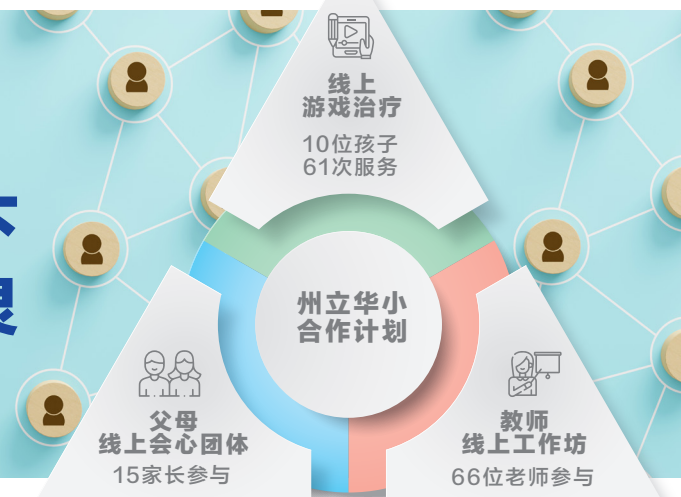 线上
游戏治疗
10位孩子
61次服务
州立华小
合作计划
父母
线上会心团体
15家长参与
教师
线上工作坊
66位老师参与